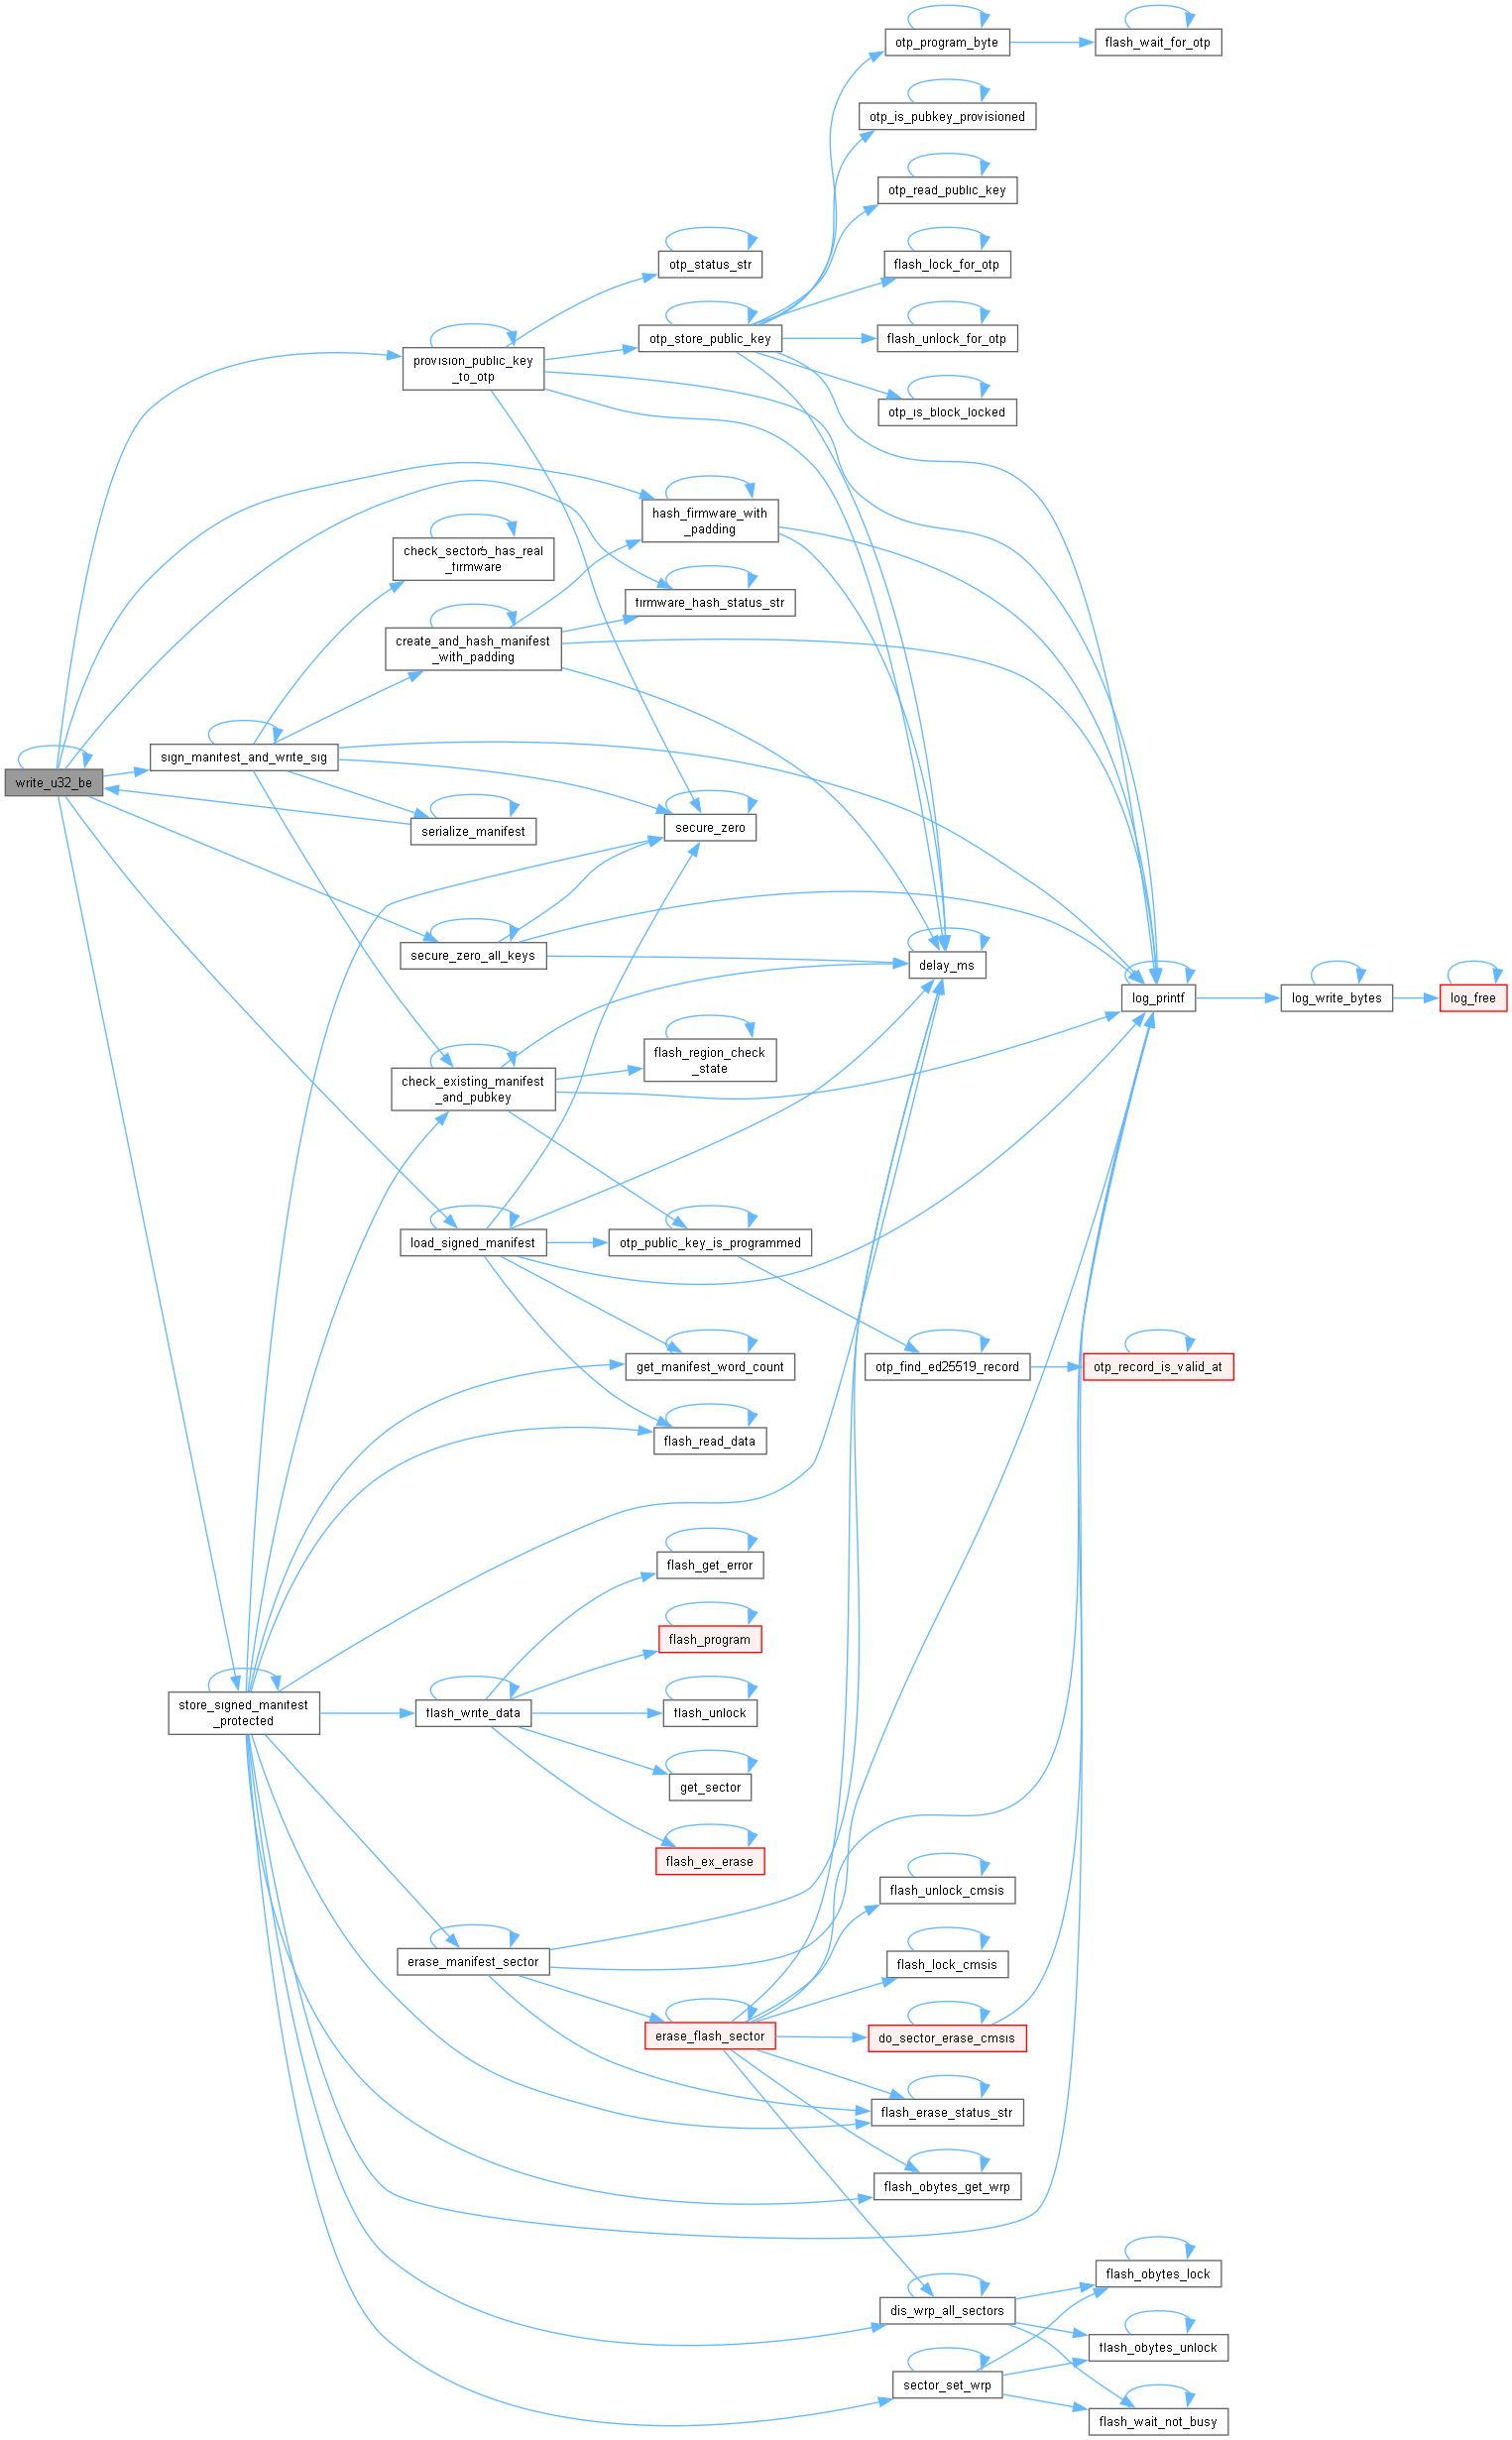 otp_program_byte
flash_wait_for_otp
otp_is_pubkey_provisioned
otp_read_public_key
otp_status_str
flash_lock_for_otp
otp_store_public_key
flash_unlock_for_otp
provision_public_key
_to_otp
otp_is_block_locked
hash_firmware_with
_padding
check_sector5_has_real
_firmware
firmware_hash_status_str
create_and_hash_manifest
_with_padding
sign_manifest_and_write_sig
write_u32_be
serialize_manifest
secure_zero
secure_zero_all_keys
delay_ms
log_printf
log_write_bytes
log_free
flash_region_check
_state
check_existing_manifest
_and_pubkey
load_signed_manifest
otp_public_key_is_programmed
get_manifest_word_count
otp_find_ed25519_record
otp_record_is_valid_at
flash_read_data
flash_get_error
flash_program
store_signed_manifest
_protected
flash_write_data
flash_unlock
get_sector
flash_ex_erase
flash_unlock_cmsis
erase_manifest_sector
flash_lock_cmsis
erase_flash_sector
do_sector_erase_cmsis
flash_erase_status_str
flash_obytes_get_wrp
flash_obytes_lock
dis_wrp_all_sectors
flash_obytes_unlock
sector_set_wrp
flash_wait_not_busy